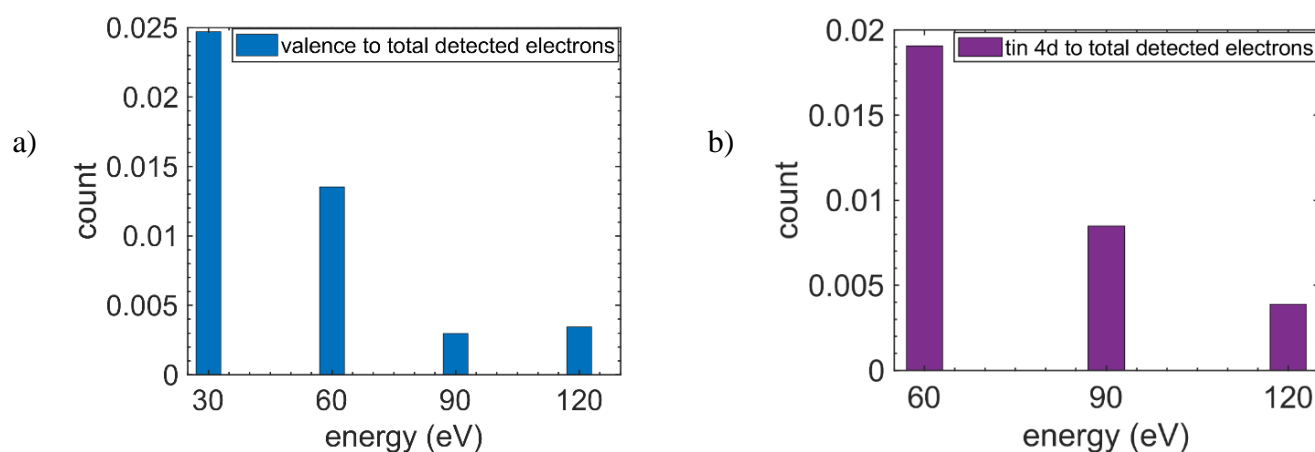 a)
valence to total detected electrons
count
0.025
0.02
0.015
0.01
0.005
0
30 60 90 120
energy (eV)
b)
tin 4d to total detected electrons
count
0.02
0.015
0.01
0.005
0
60 90 120
energy (eV)